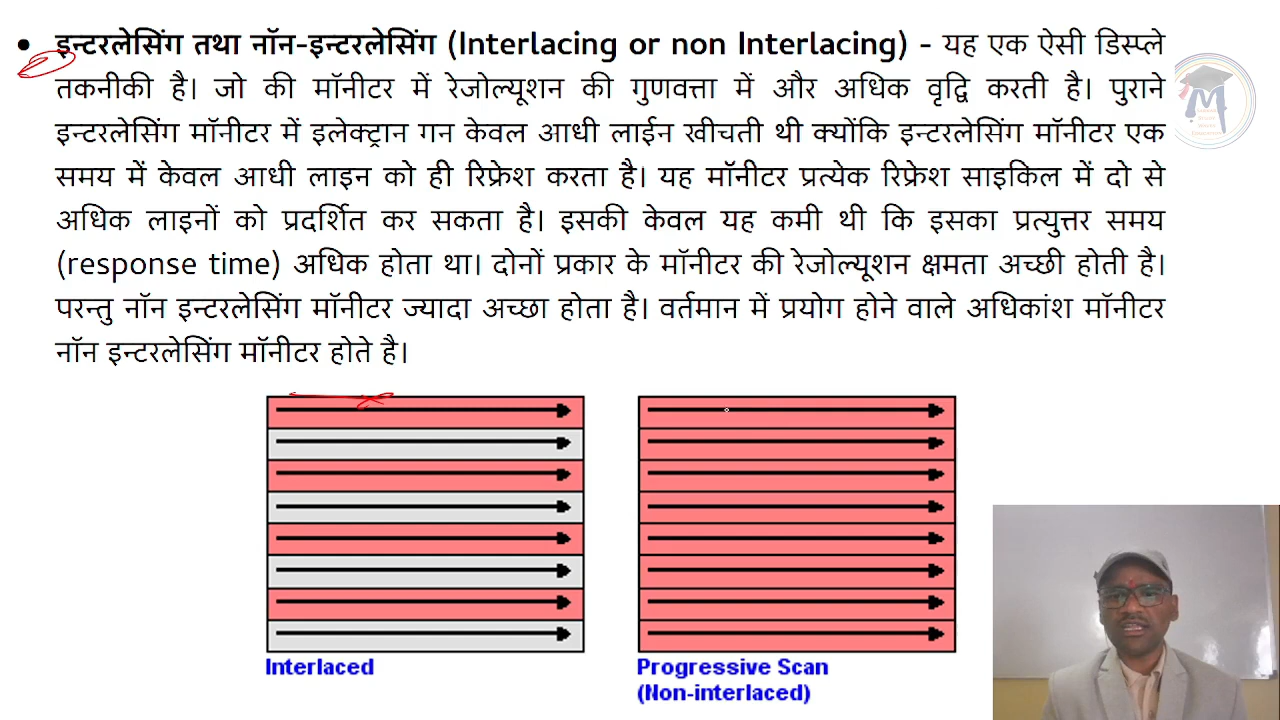 • इन्टरलेसिंग तथा नॉन-इन्टरलेसिंग (Interlacing or non Interlacing) - यह एक ऐसी डिस्प्ले
तकनीकी है। जो की मॉनीटर में रेजोल्यूशन की गुणवत्ता में और अधिक वृद्वि करती है। पुराने
इन्टरलेसिंग मॉनीटर में इलेक्ट्रान गन केवल आधी लाईन खीचती थी क्योंकि इन्टरलेसिंग मॉनीटर एक
समय में केवल आधी लाइन को ही रिफ्रेश करता है। यह मॉनीटर प्रत्येक रिफ्रेश साइकिल में दो से
अधिक लाइनों को प्रदर्शित कर सकता है। इसकी केवल यह कमी थी कि इसका प्रत्युत्तर समय
(response time) अधिक होता था। दोनों प्रकार के मॉनीटर की रेजोल्यूशन क्षमता अच्छी होती है।
परन्तु नॉन इन्टरलेसिंग मॉनीटर ज्यादा अच्छा होता है। वर्तमान में प्रयोग होने वाले अधिकांश मॉनीटर
नॉन इन्टरलेसिंग मॉनीटर होते है।
Interlaced
Progressive Scan
(Non-interlaced)